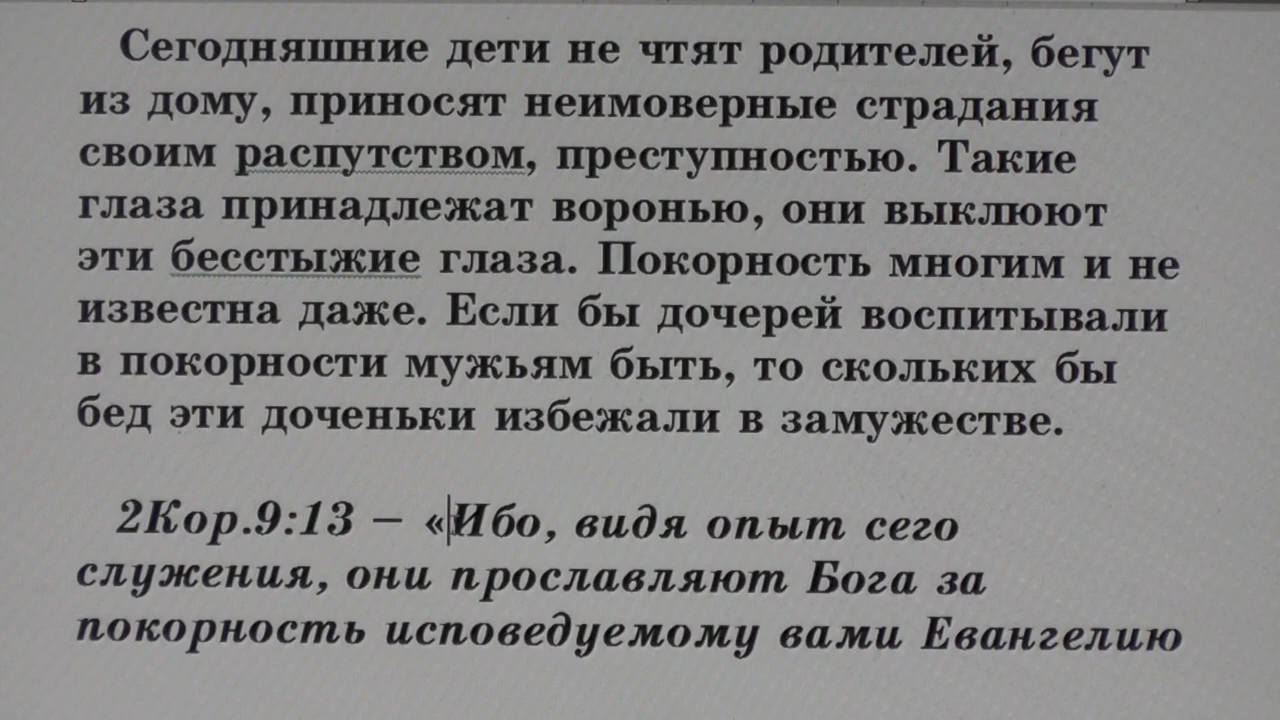 Сегодняшние дети не чтят родителей, бегут
из дому, приносят неимоверные страдания
своим распутством, преступностью. Такие
глаза принадлежат воронью, они выклюют
эти бесстыжие глаза. Покорность многим и не
известна даже. Если бы дочерей воспитывали
в покорности мужьям быть, то скольких бы
бед эти доченьки избежали в замужестве.
2Кор.9:13 – «Ибо, видя опыт сего
служения, они прославляют Бога за
покорность исповедуемому вами Евангелию